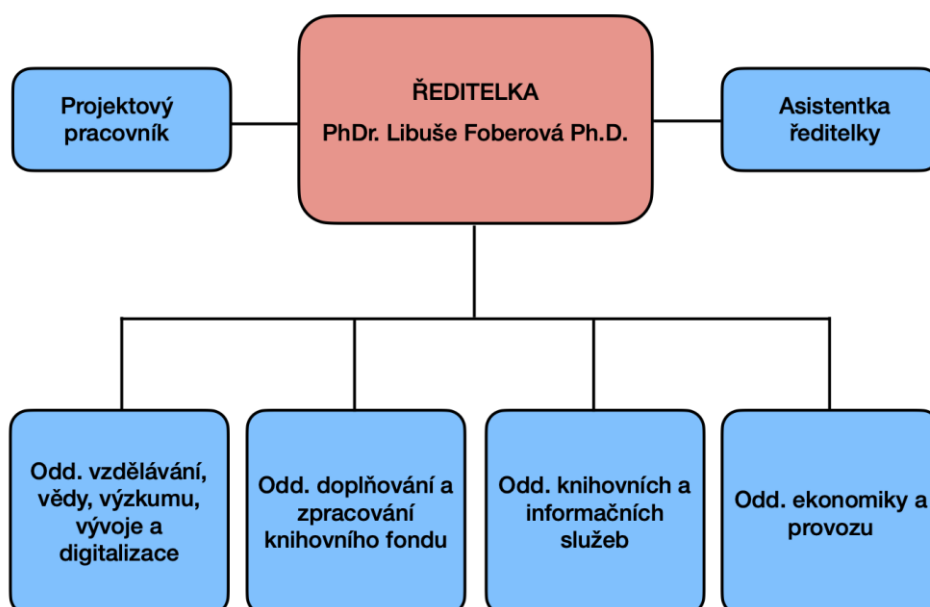 ŘEDITELKA
PhDr. Libuše Foberová Ph.D.
Projektový
pracovník
Asistentka
ředitelky
Odd. vzdělávání,
vědy, výzkumu,
vývoje a
digitalizace
Odd. doplňování a
zpracování
knihovního fondu
Odd. knihovních a
informačních
služeb
Odd. ekonomiky a
provozu